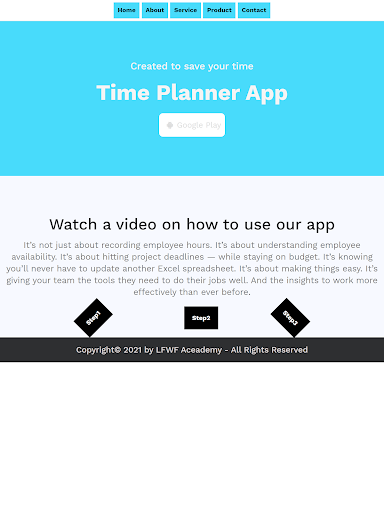 Home About Service Product Contact
Created to save your time
Time Planner App
Google Play
Watch a video on how to use our app
It's not just about recording employee hours. It's about understanding employee
availability. It's about hitting project deadlines — while staying on budget. It's knowing
you'll never have to update another Excel spreadsheet. It's about making things easy. It's
giving your team the tools they need to do their jobs well. And the insights to work more
effectively than ever before.
Step1 Step2 Step3
Copyright© 2021 by LFWF Aceademy - All Rights Reserved